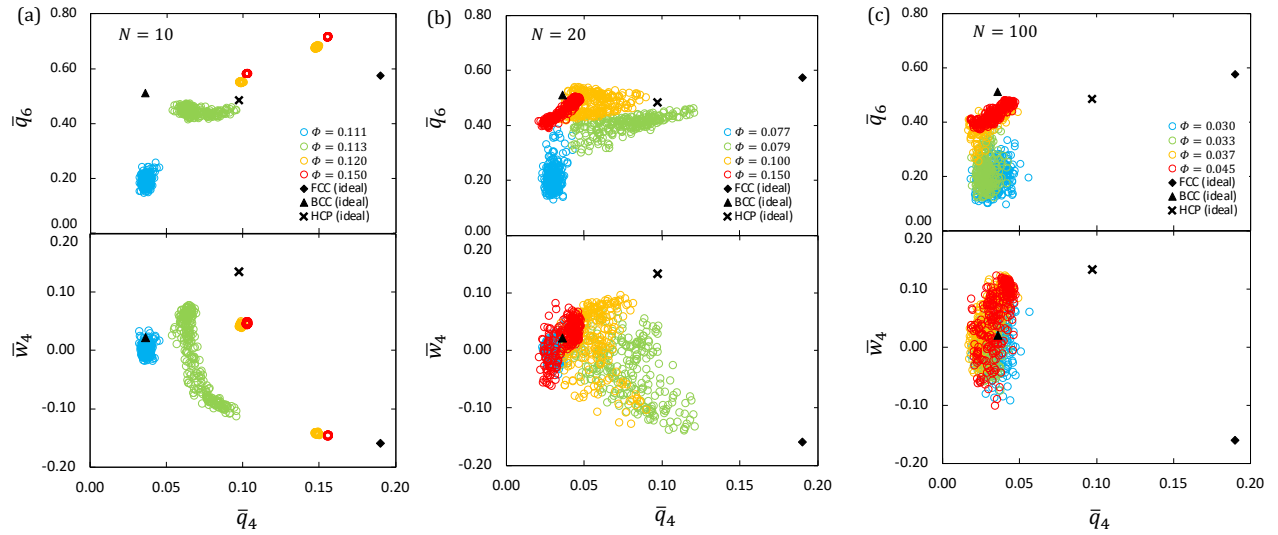 (a)
N = 10
0.80
0.60
0.40
0.20
0.00
q̄₆
Φ = 0.111
Φ = 0.113
Φ = 0.120
Φ = 0.150
FCC (ideal)
BCC (ideal)
HCP (ideal)
0.20
0.10
0.00
-0.10
-0.20
w̄₄
0.00 0.05 0.10 0.15 0.20
q̄₄
(b)
N = 20
0.80
0.60
0.40
0.20
0.00
q̄₆
Φ = 0.077
Φ = 0.079
Φ = 0.100
Φ = 0.150
FCC (ideal)
BCC (ideal)
HCP (ideal)
0.20
0.10
0.00
-0.10
-0.20
w̄₄
0.00 0.05 0.10 0.15 0.20
q̄₄
(c)
N = 100
0.80
0.60
0.40
0.20
0.00
q̄₆
Φ = 0.030
Φ = 0.033
Φ = 0.037
Φ = 0.045
FCC (ideal)
BCC (ideal)
HCP (ideal)
0.20
0.10
0.00
-0.10
-0.20
w̄₄
0.00 0.05 0.10 0.15 0.20
q̄₄